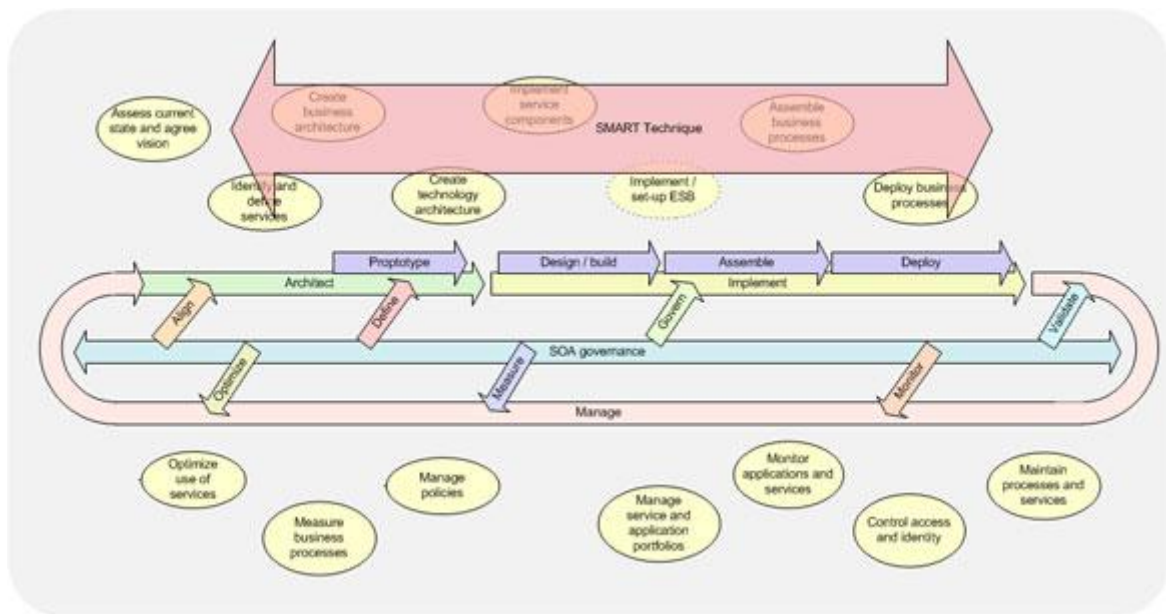 Assess current
state and agree
vision
Create
business
architecture
Implement
service
components
SMART Technique
Assemble
business
processes
Identify and
define
services
Create
technology
architecture
Implement /
set-up ESB
Deploy business
processes
Proptotype
Design / build
Assemble
Deploy
Architect
Implement
Align
Define
Govern
Validate
SOA governance
Optimize
Measure
Monitor
Manage
Optimize
use of
services
Measure
business
processes
Manage
policies
Manage
service and
application
portfolios
Monitor
applications and
services
Control access
and identity
Maintain
processes and
services